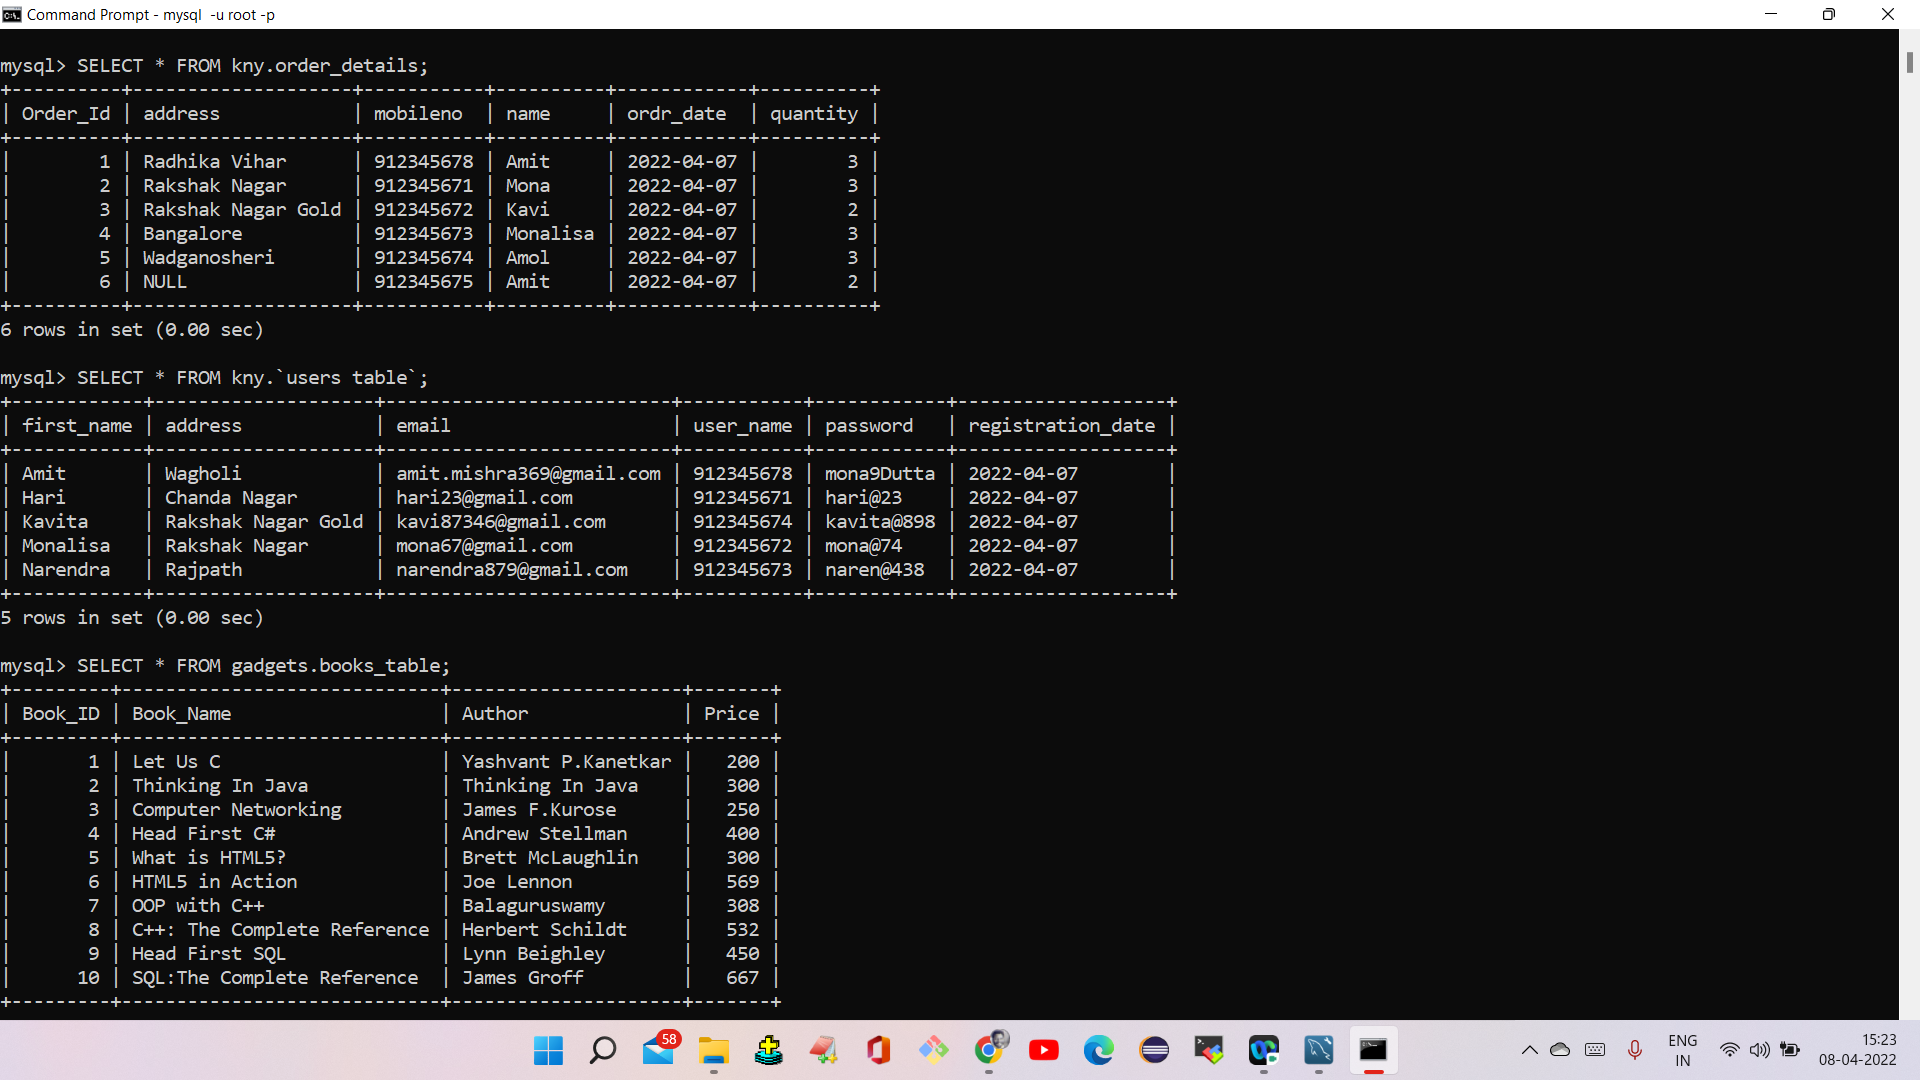 Command Prompt - mysql  -u root -p
mysql> SELECT * FROM kny.order_details;
+----------+--------------------+-----------+----------+------------+----------+
| Order_Id | address            | mobileno  | name     | ordr_date  | quantity |
+----------+--------------------+-----------+----------+------------+----------+
|        1 | Radhika Vihar      | 912345678 | Amit     | 2022-04-07 |        3 |
|        2 | Rakshak Nagar      | 912345671 | Mona     | 2022-04-07 |        3 |
|        3 | Rakshak Nagar Gold | 912345672 | Kavi     | 2022-04-07 |        2 |
|        4 | Bangalore          | 912345673 | Monalisa | 2022-04-07 |        3 |
|        5 | Wadganosheri       | 912345674 | Amol     | 2022-04-07 |        3 |
|        6 | NULL               | 912345675 | Amit     | 2022-04-07 |        2 |
+----------+--------------------+-----------+----------+------------+----------+
6 rows in set (0.00 sec)
mysql> SELECT * FROM kny.`users table`;
+------------+--------------------+--------------------------+-----------+------------+-------------------+
| first_name | address            | email                    | user_name | password   | registration_date |
+------------+--------------------+--------------------------+-----------+------------+-------------------+
| Amit       | Wagholi            | amit.mishra369@gmail.com | 912345678 | mona9Dutta | 2022-04-07        |
| Hari       | Chanda Nagar       | hari23@gmail.com         | 912345671 | hari@23    | 2022-04-07        |
| Kavita     | Rakshak Nagar Gold | kavi87346@gmail.com      | 912345674 | kavita@898 | 2022-04-07        |
| Monalisa   | Rakshak Nagar      | mona67@gmail.com         | 912345672 | mona@74    | 2022-04-07        |
| Narendra   | Rajpath            | narendra879@gmail.com    | 912345673 | naren@438  | 2022-04-07        |
+------------+--------------------+--------------------------+-----------+------------+-------------------+
5 rows in set (0.00 sec)
mysql> SELECT * FROM gadgets.books_table;
+---------+-----------------------------+---------------------+-------+
| Book_ID | Book_Name                   | Author              | Price |
+---------+-----------------------------+---------------------+-------+
|       1 | Let Us C                    | Yashvant P.Kanetkar |   200 |
|       2 | Thinking In Java            | Thinking In Java    |   300 |
|       3 | Computer Networking         | James F.Kurose      |   250 |
|       4 | Head First C#               | Andrew Stellman     |   400 |
|       5 | What is HTML5?              | Brett McLaughlin    |   300 |
|       6 | HTML5 in Action             | Joe Lennon          |   569 |
|       7 | OOP with C++                | Balaguruswamy       |   308 |
|       8 | C++: The Complete Reference | Herbert Schildt     |   532 |
|       9 | Head First SQL              | Lynn Beighley       |   450 |
|      10 | SQL:The Complete Reference  | James Groff         |   667 |
+---------+-----------------------------+---------------------+-------+
58
ENG
IN
15:23
08-04-2022